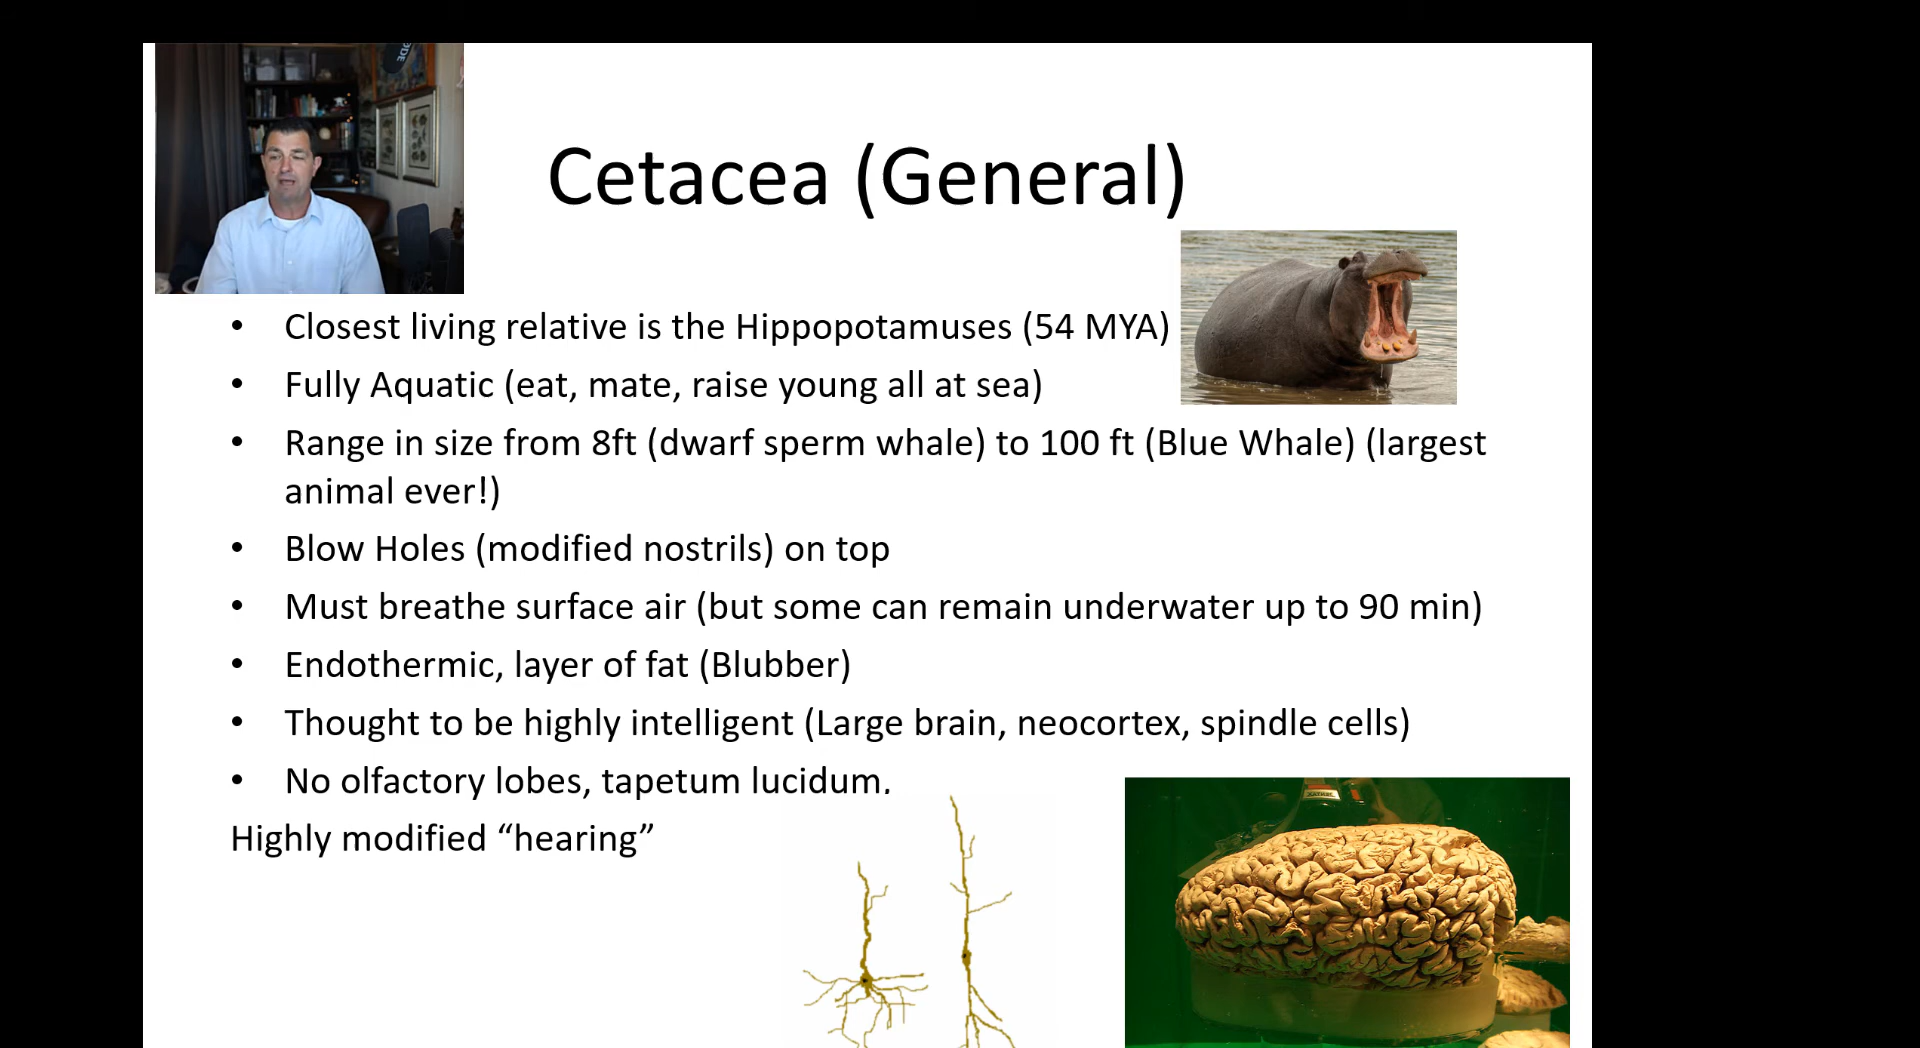 Cetacea (General)
• Closest living relative is the Hippopotamuses (54 MYA)
• Fully Aquatic (eat, mate, raise young all at sea)
• Range in size from 8ft (dwarf sperm whale) to 100 ft (Blue Whale) (largest
animal ever!)
• Blow Holes (modified nostrils) on top
• Must breathe surface air (but some can remain underwater up to 90 min)
• Endothermic, layer of fat (Blubber)
• Thought to be highly intelligent (Large brain, neocortex, spindle cells)
• No olfactory lobes, tapetum lucidum.
Highly modified “hearing”